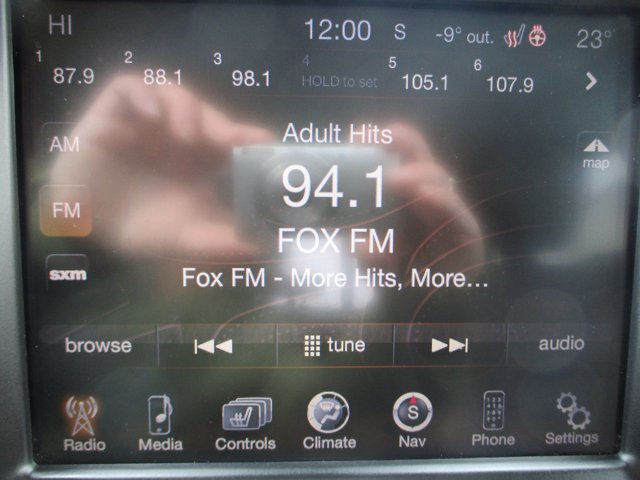 HI 12:00 S -9° out. 23°
1 87.9 2 88.1 3 98.1 4 HOLD to set 5 105.1 6 107.9
Adult Hits
AM
94.1
map
FM
FOX FM
sxm
Fox FM - More Hits, More...
browse tune audio
Radio Media Controls Climate S Nav Phone Settings